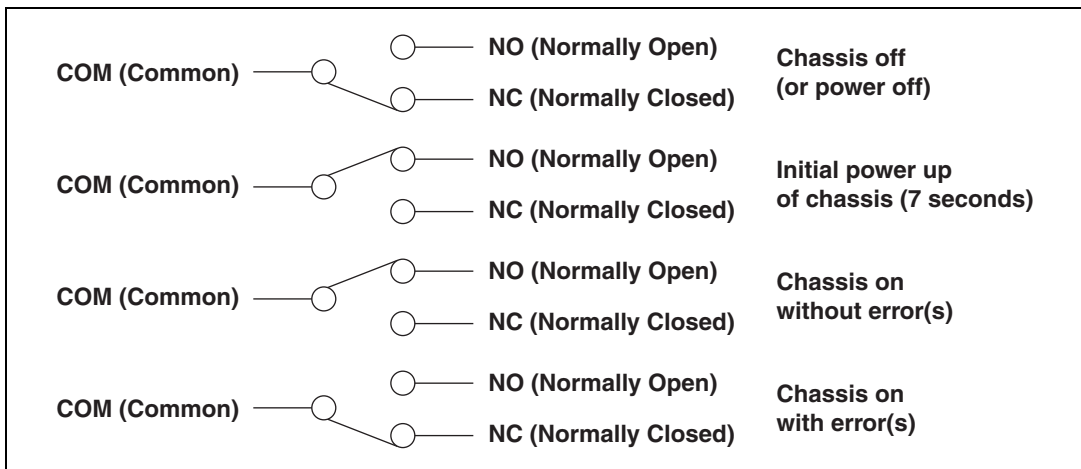 NO (Normally Open)
COM (Common)
NC (Normally Closed)
Chassis off
(or power off)
NO (Normally Open)
COM (Common)
NC (Normally Closed)
Initial power up
of chassis (7 seconds)
NO (Normally Open)
COM (Common)
NC (Normally Closed)
Chassis on
without error(s)
NO (Normally Open)
COM (Common)
NC (Normally Closed)
Chassis on
with error(s)